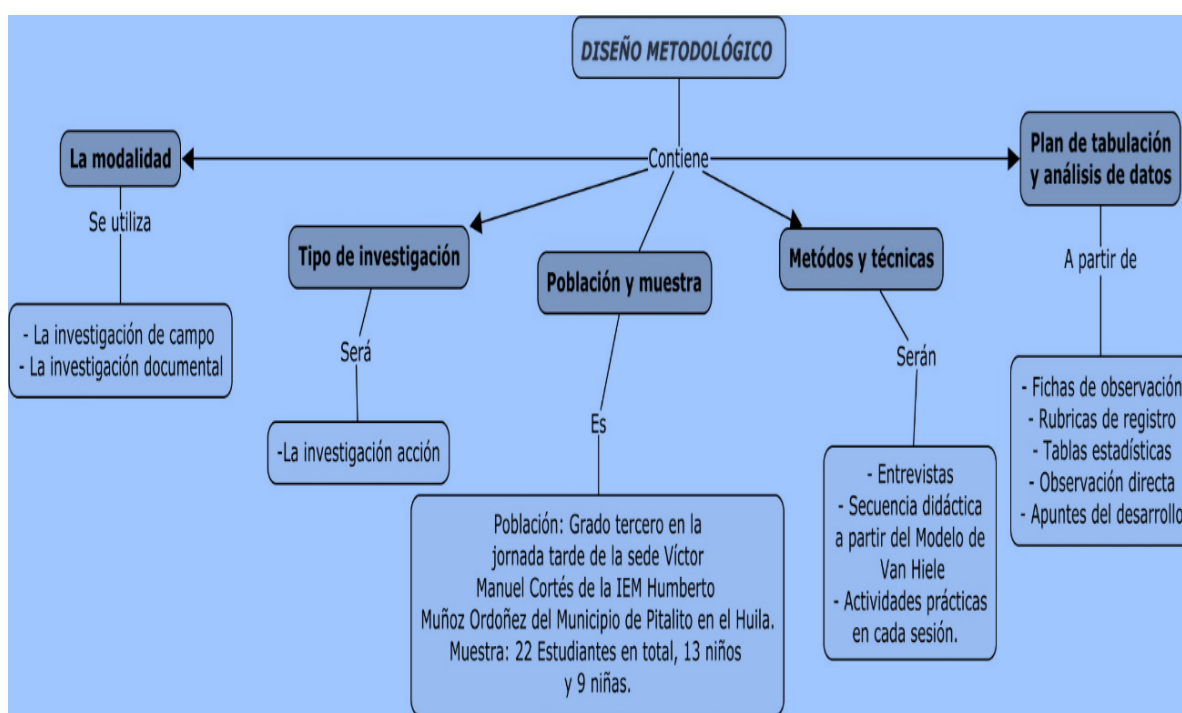 DISEÑO METODOLÓGICO
Contiene
La modalidad
Se utiliza
- La investigación de campo
- La investigación documental
Tipo de investigación
Será
-La investigación acción
Población y muestra
Es
Población: Grado tercero en la
jornada tarde de la sede Víctor
Manuel Cortés de la IEM Humberto
Muñoz Ordoñez del Municipio de Pitalito en el Huila.
Muestra: 22 Estudiantes en total, 13 niños
y 9 niñas.
Metódos y técnicas
Serán
- Entrevistas
- Secuencia didáctica
a partir del Modelo de
Van Hiele
- Actividades prácticas
en cada sesión.
Plan de tabulación
y análisis de datos
A partir de
- Fichas de observación
- Rubricas de registro
- Tablas estadísticas
- Observación directa
- Apuntes del desarrollo